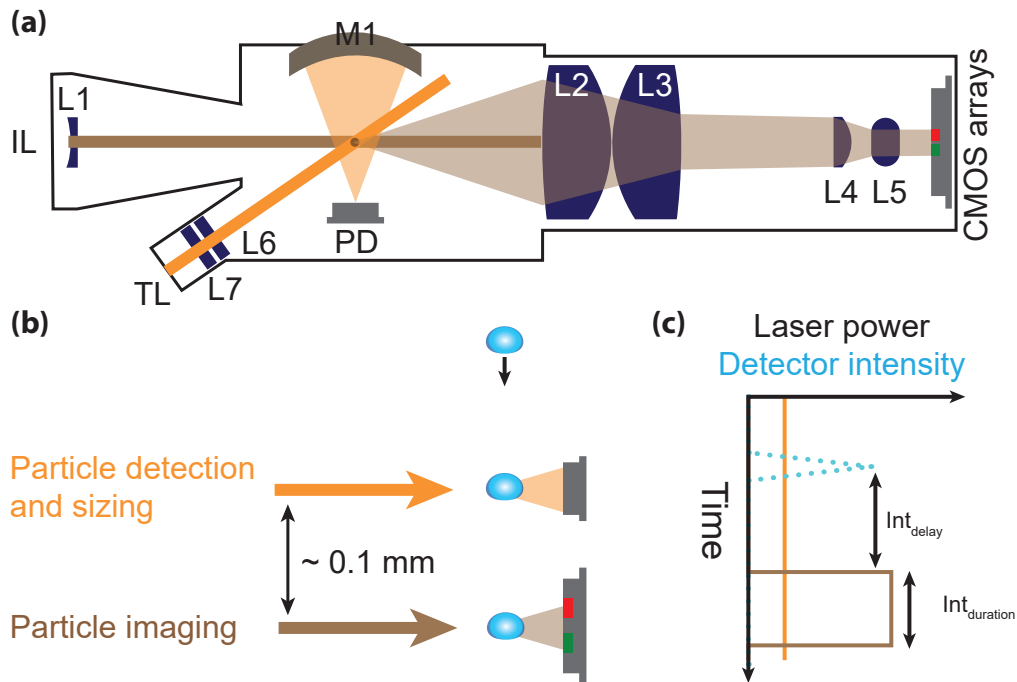 (a)
M1
L1
L2
L3
IL
CMOS arrays
L4
L5
PD
L6
L7
TL
(b)
(c)
Laser power
Detector intensity
Particle detection
and sizing
Time
Int_delay
~ 0.1 mm
Int_duration
Particle imaging